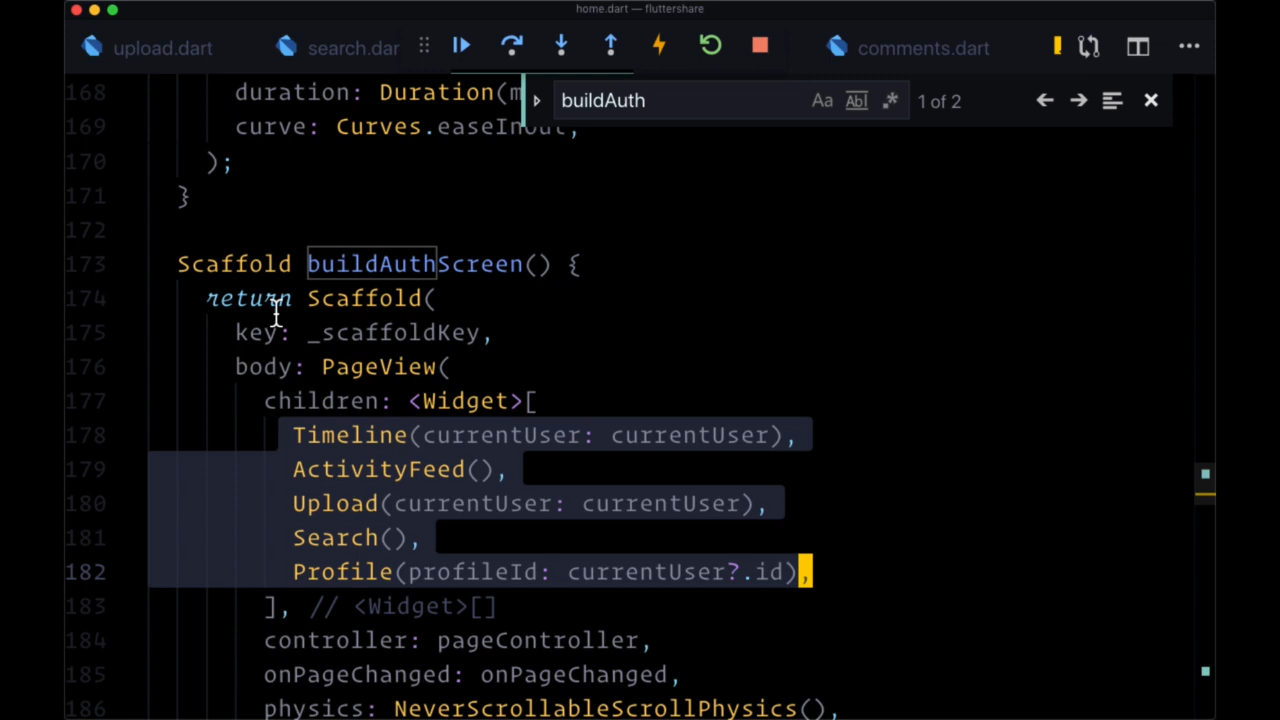 home.dart — fluttershare
upload.dart search.dar comments.dart
buildAuth Aa Abl .* 1 of 2
168 duration: Duration(m
169 curve: Curves.easeInOut,
170 );
171 }
172
173 Scaffold buildAuthScreen() {
174 return Scaffold(
175 key: _scaffoldKey,
176 body: PageView(
177 children: <Widget>[
178 Timeline(currentUser: currentUser),
179 ActivityFeed(),
180 Upload(currentUser: currentUser),
181 Search(),
182 Profile(profileId: currentUser?.id),
183 ], // <Widget>[]
184 controller: pageController,
185 onPageChanged: onPageChanged,
186 physics: NeverScrollableScrollPhysics(),